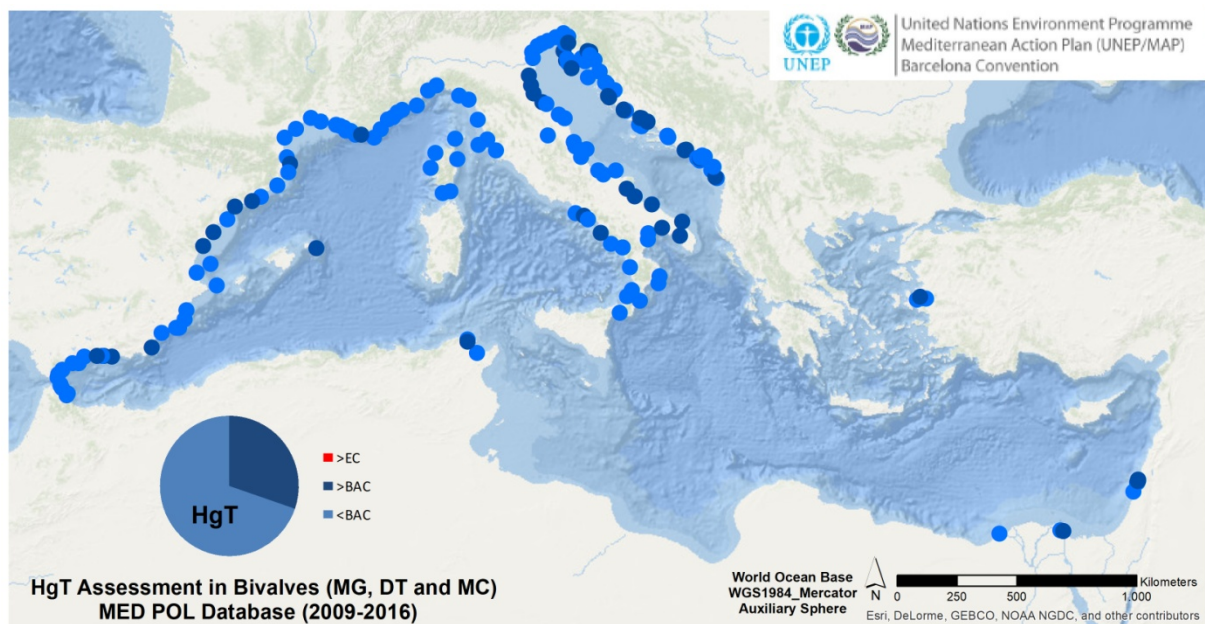 UNEP
United Nations Environment Programme
Mediterranean Action Plan (UNEP/MAP)
Barcelona Convention
HgT
>EC
>BAC
<BAC
HgT Assessment in Bivalves (MG, DT and MC)
MED POL Database (2009-2016)
World Ocean Base
WGS1984_Mercator
Auxiliary Sphere
N
Kilometers
0 250 500 1.000
Esri, DeLorme, GEBCO, NOAA NGDC, and other contributors